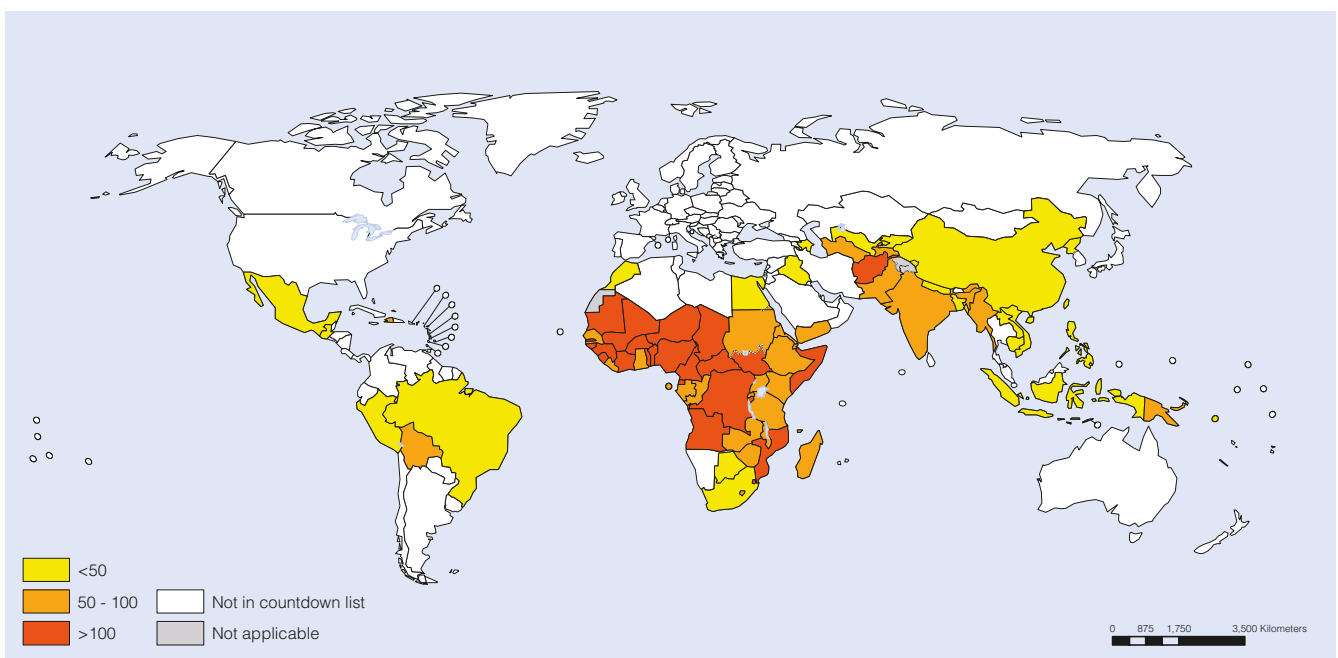 <50
50 - 100
>100
Not in countdown list
Not applicable
0 875 1,750 3,500 Kilometers